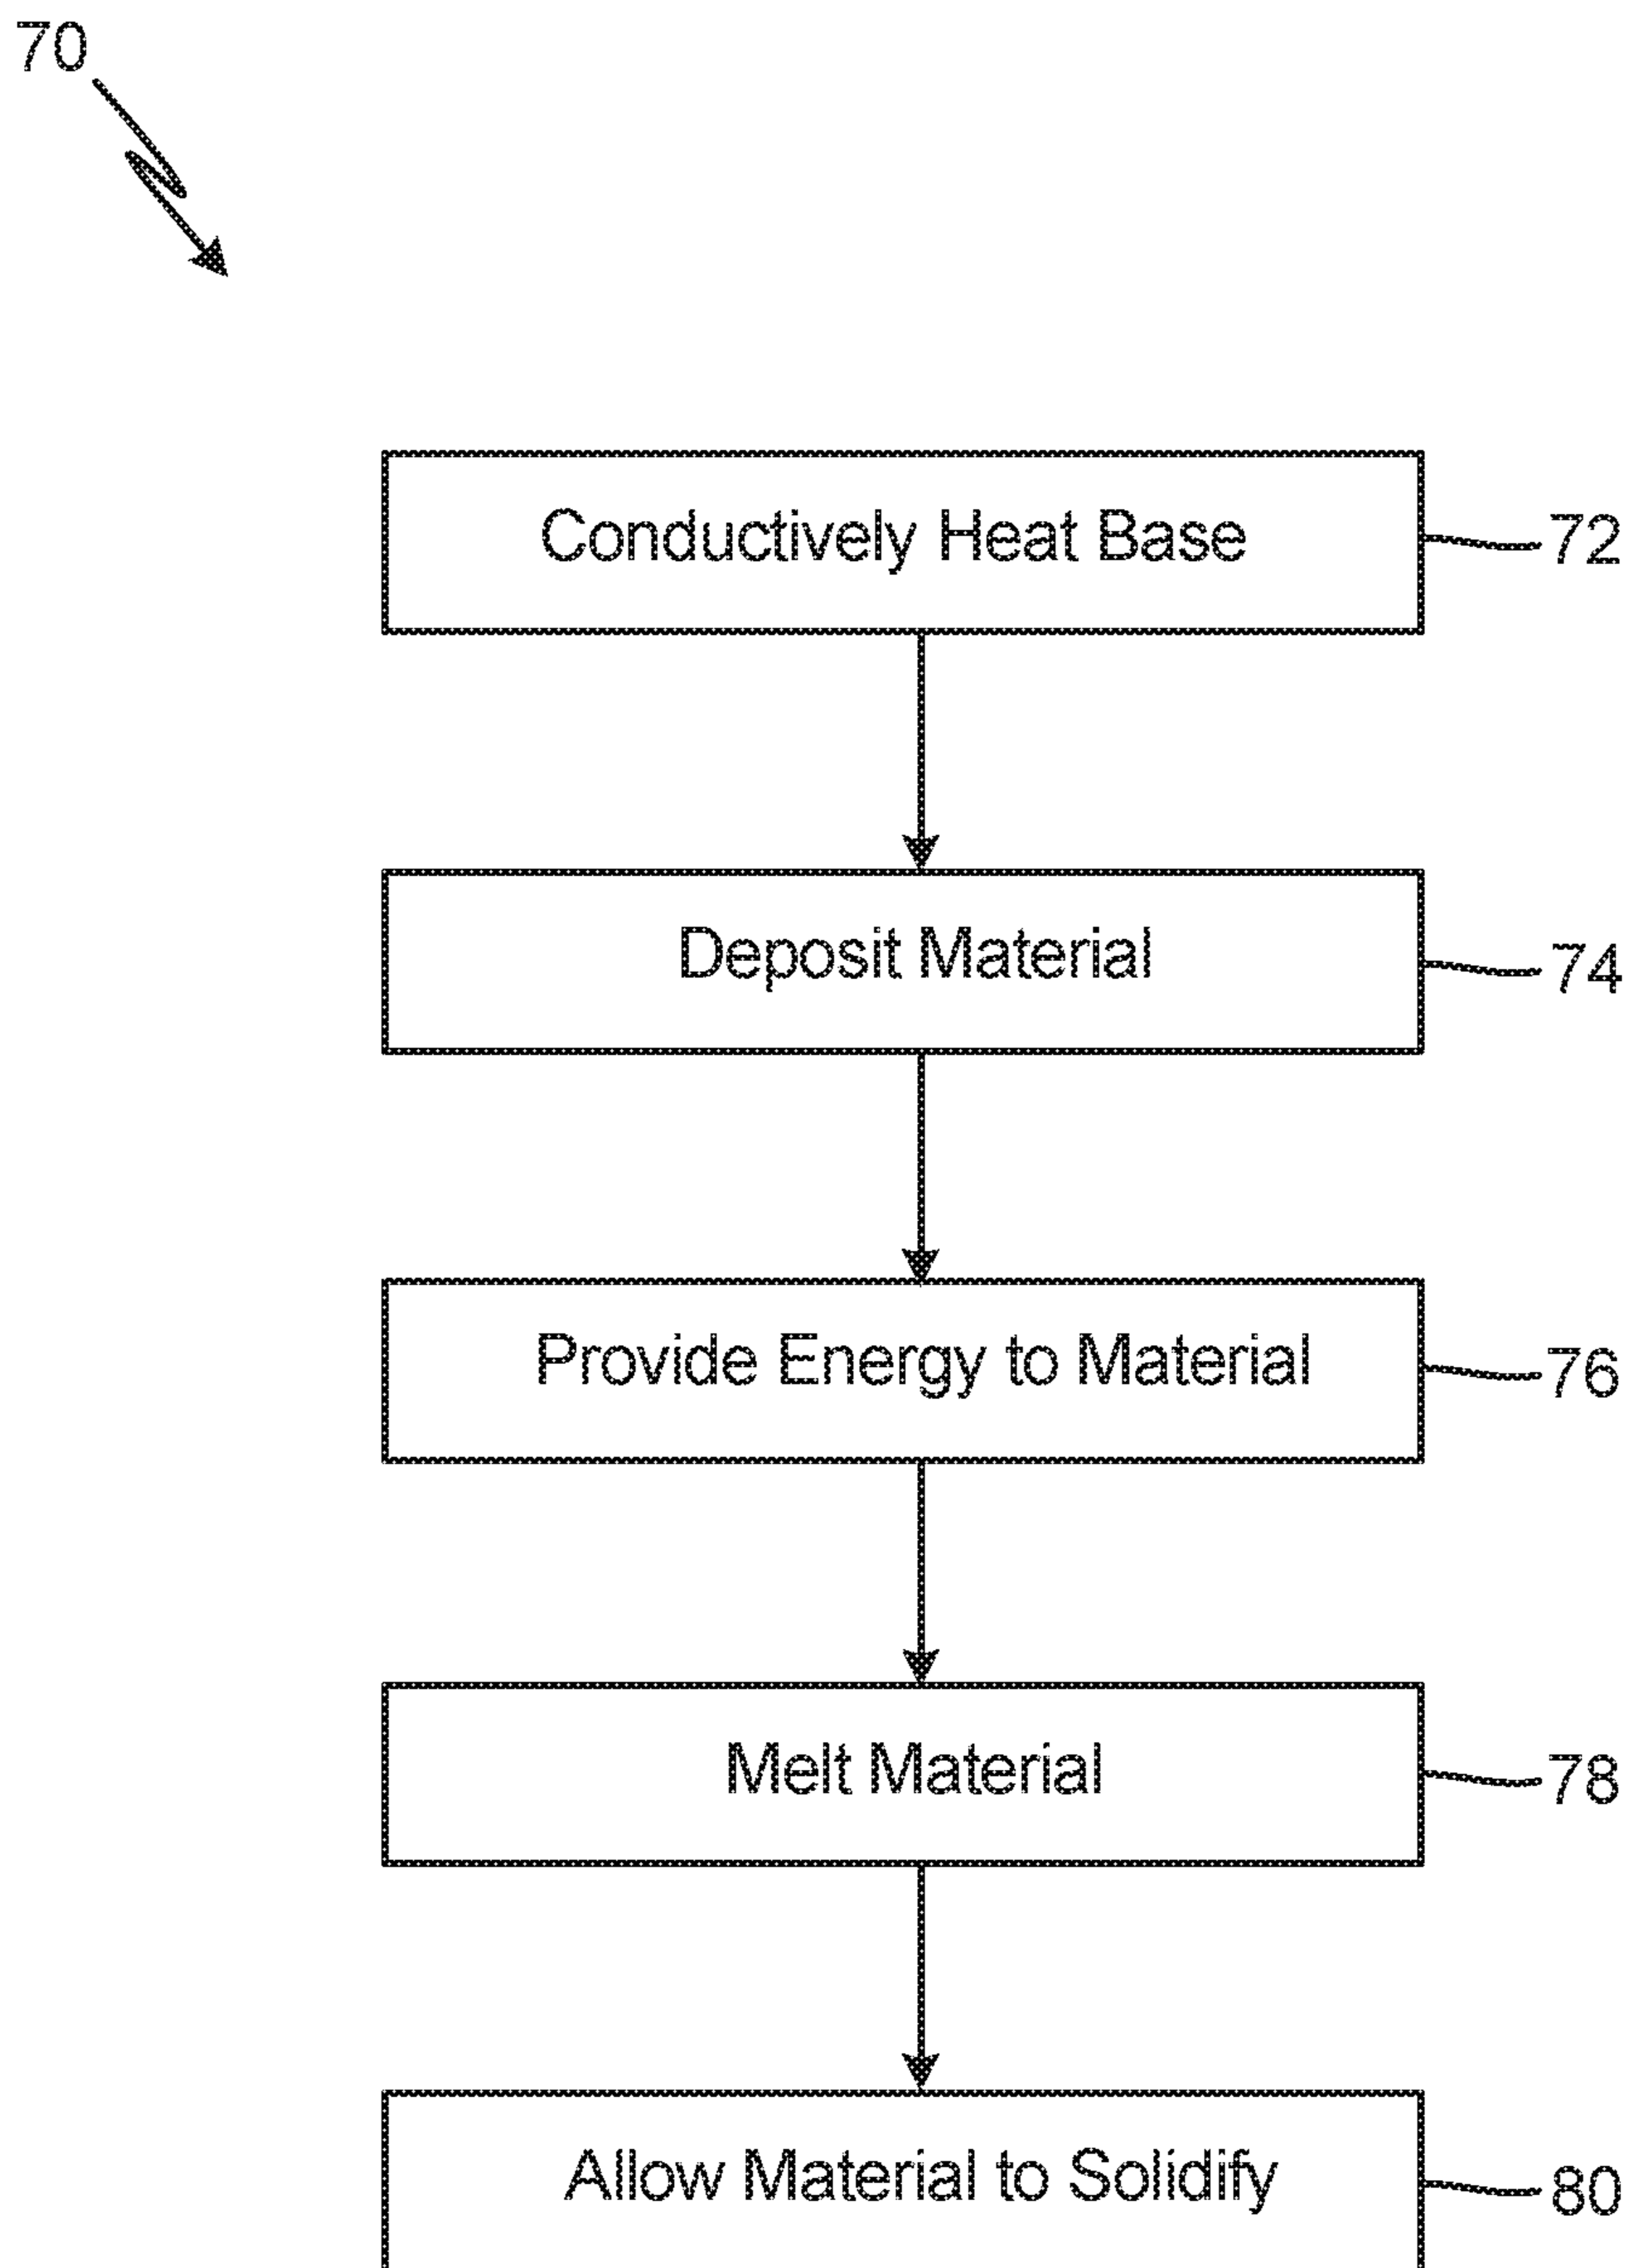 70
Conductively Heat Base
72
Deposit Material
74
Provide Energy to Material
76
Melt Material
78
Allow Material to Solidify
80